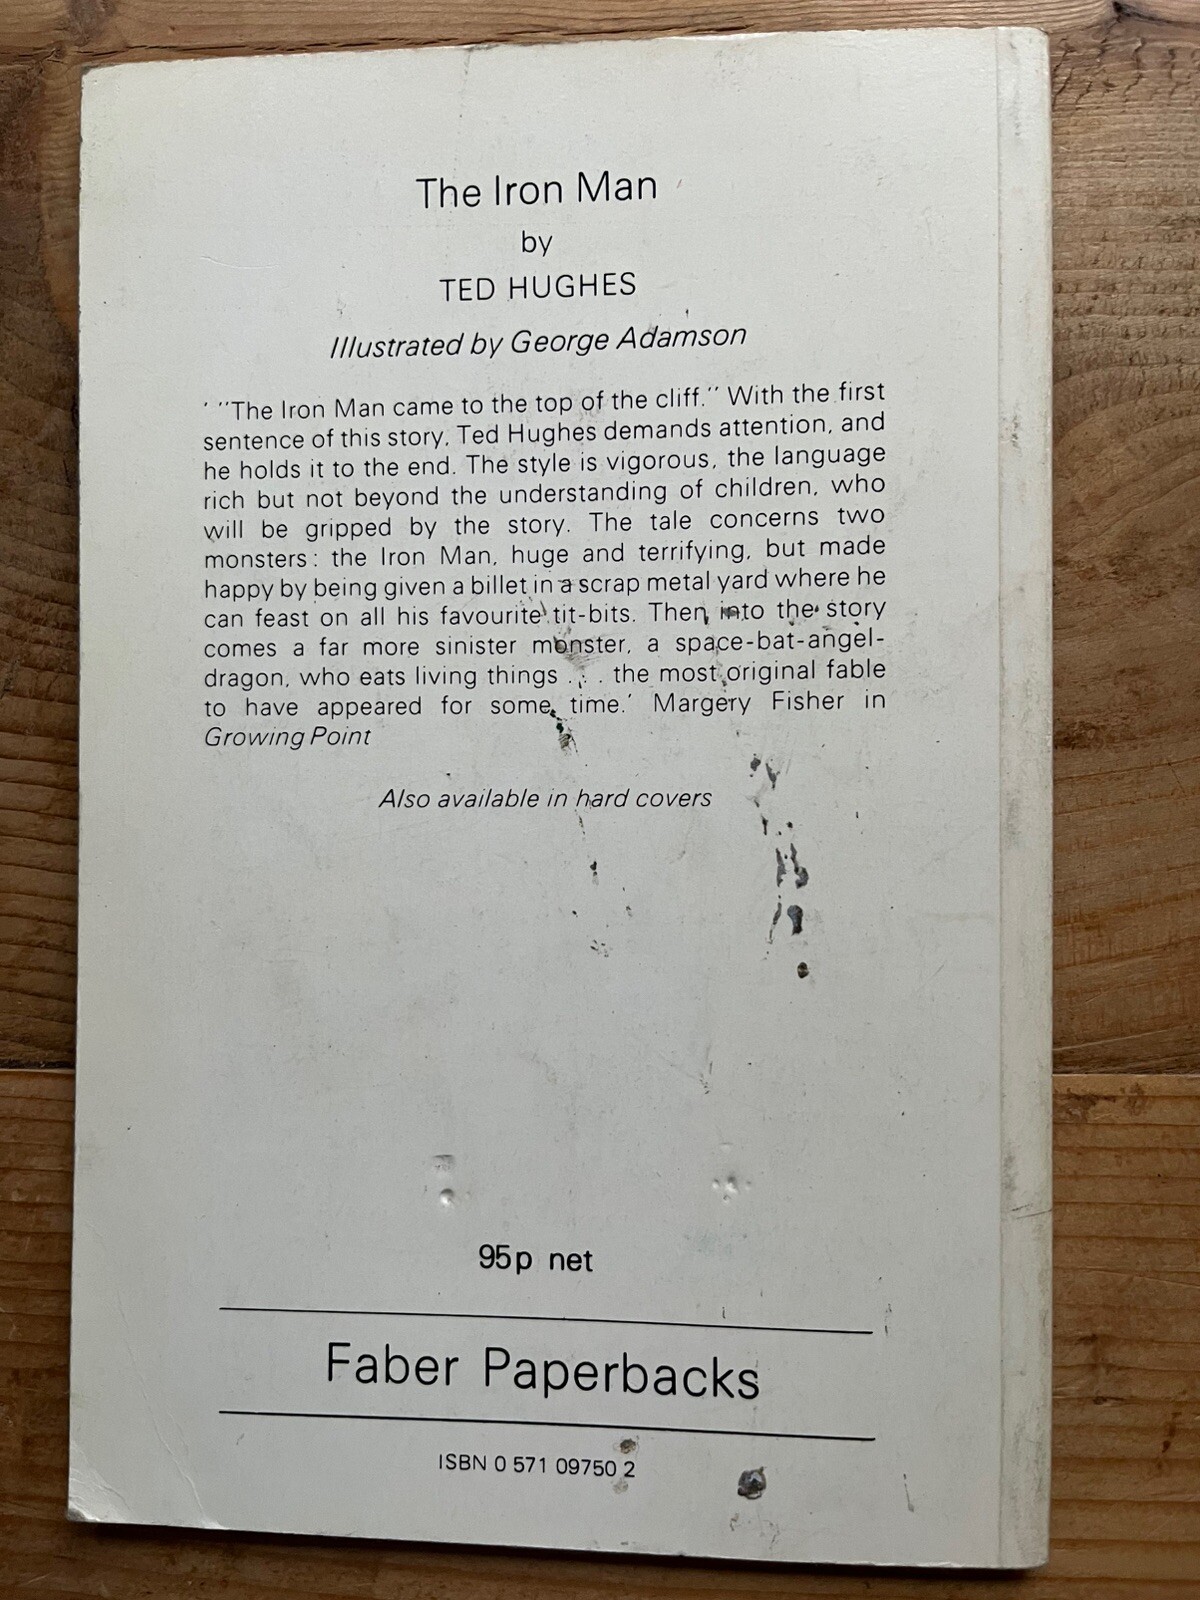 The Iron Man
by
TED HUGHES
Illustrated by George Adamson
' ''The Iron Man came to the top of the cliff.'' With the first
sentence of this story, Ted Hughes demands attention, and
he holds it to the end. The style is vigorous, the language
rich but not beyond the understanding of children, who
will be gripped by the story. The tale concerns two
monsters: the Iron Man, huge and terrifying, but made
happy by being given a billet in a scrap metal yard where he
can feast on all his favourite tit-bits. Then into the story
comes a far more sinister monster, a space-bat-angel-
dragon, who eats living things . . . the most original fable
to have appeared for some time.' Margery Fisher in
Growing Point
Also available in hard covers
95p net
Faber Paperbacks
ISBN 0 571 09750 2